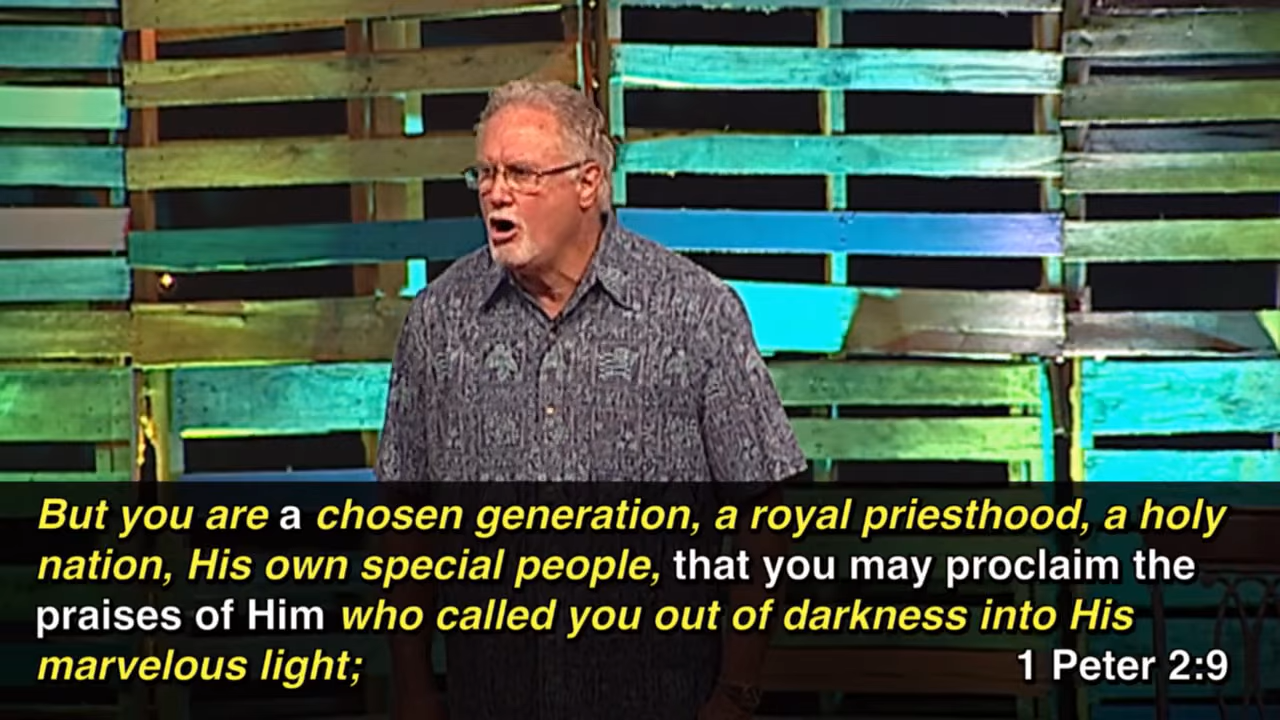 But you are a chosen generation, a royal priesthood, a holy
nation, His own special people, that you may proclaim the
praises of Him who called you out of darkness into His
marvelous light; 1 Peter 2:9